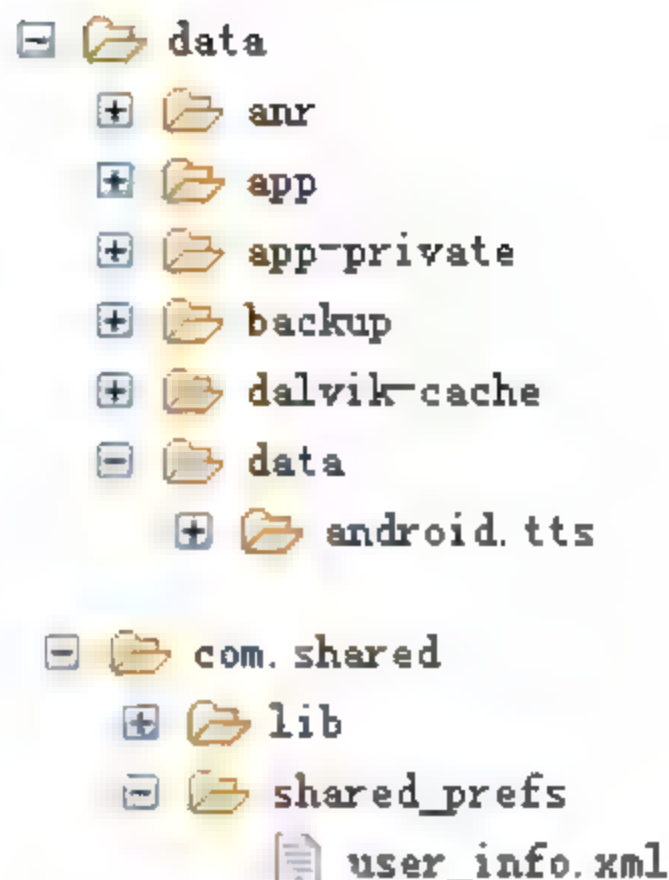 data
anr
app
app-private
backup
dalvik-cache
data
android.tts
com.shared
lib
shared_prefs
user_info.xml